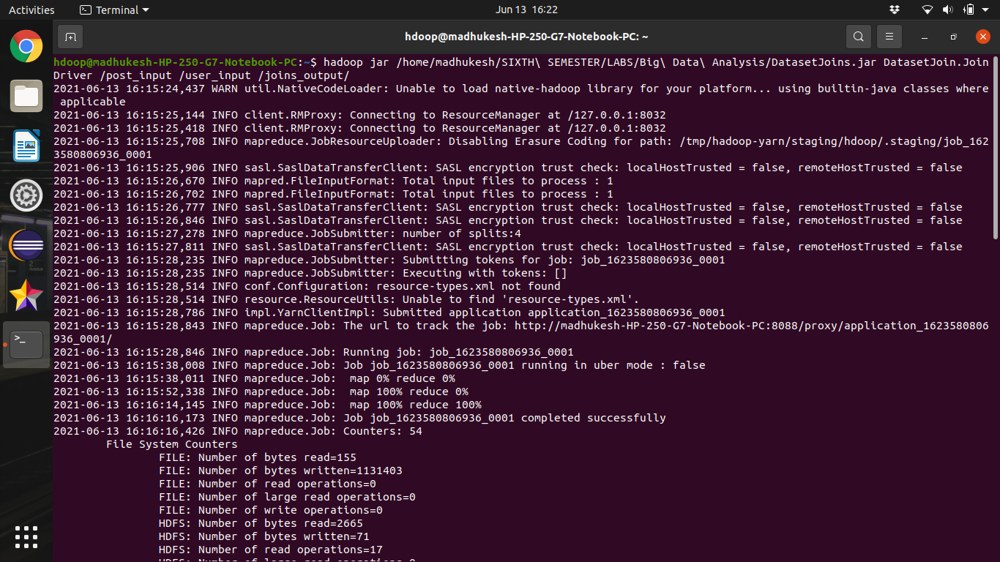 Activities
Terminal
Jun 13 16:22
hdoop@madhukesh-HP-250-G7-Notebook-PC: ~
hdoop@madhukesh-HP-250-G7-Notebook-PC:~$ hadoop jar /home/madhukesh/SIXTH\ SEMESTER/LABS/Big\ Data\ Analysis/DatasetJoins.jar DatasetJoin.Join
Driver /post_input /user_input /joins_output/
2021-06-13 16:15:24,437 WARN util.NativeCodeLoader: Unable to load native-hadoop library for your platform... using builtin-java classes where
 applicable
2021-06-13 16:15:25,144 INFO client.RMProxy: Connecting to ResourceManager at /127.0.0.1:8032
2021-06-13 16:15:25,418 INFO client.RMProxy: Connecting to ResourceManager at /127.0.0.1:8032
2021-06-13 16:15:25,708 INFO mapreduce.JobResourceUploader: Disabling Erasure Coding for path: /tmp/hadoop-yarn/staging/hdoop/.staging/job_162
3580806936_0001
2021-06-13 16:15:25,906 INFO sasl.SaslDataTransferClient: SASL encryption trust check: localHostTrusted = false, remoteHostTrusted = false
2021-06-13 16:15:26,670 INFO mapred.FileInputFormat: Total input files to process : 1
2021-06-13 16:15:26,702 INFO mapred.FileInputFormat: Total input files to process : 1
2021-06-13 16:15:26,777 INFO sasl.SaslDataTransferClient: SASL encryption trust check: localHostTrusted = false, remoteHostTrusted = false
2021-06-13 16:15:26,846 INFO sasl.SaslDataTransferClient: SASL encryption trust check: localHostTrusted = false, remoteHostTrusted = false
2021-06-13 16:15:27,278 INFO mapreduce.JobSubmitter: number of splits:4
2021-06-13 16:15:27,811 INFO sasl.SaslDataTransferClient: SASL encryption trust check: localHostTrusted = false, remoteHostTrusted = false
2021-06-13 16:15:28,235 INFO mapreduce.JobSubmitter: Submitting tokens for job: job_1623580806936_0001
2021-06-13 16:15:28,235 INFO mapreduce.JobSubmitter: Executing with tokens: []
2021-06-13 16:15:28,514 INFO conf.Configuration: resource-types.xml not found
2021-06-13 16:15:28,514 INFO resource.ResourceUtils: Unable to find 'resource-types.xml'.
2021-06-13 16:15:28,786 INFO impl.YarnClientImpl: Submitted application application_1623580806936_0001
2021-06-13 16:15:28,843 INFO mapreduce.Job: The url to track the job: http://madhukesh-HP-250-G7-Notebook-PC:8088/proxy/application_1623580806
936_0001/
2021-06-13 16:15:28,846 INFO mapreduce.Job: Running job: job_1623580806936_0001
2021-06-13 16:15:38,008 INFO mapreduce.Job: Job job_1623580806936_0001 running in uber mode : false
2021-06-13 16:15:38,011 INFO mapreduce.Job:  map 0% reduce 0%
2021-06-13 16:15:52,338 INFO mapreduce.Job:  map 100% reduce 0%
2021-06-13 16:16:14,145 INFO mapreduce.Job:  map 100% reduce 100%
2021-06-13 16:16:16,173 INFO mapreduce.Job: Job job_1623580806936_0001 completed successfully
2021-06-13 16:16:16,426 INFO mapreduce.Job: Counters: 54
File System Counters
FILE: Number of bytes read=155
FILE: Number of bytes written=1131403
FILE: Number of read operations=0
FILE: Number of large read operations=0
FILE: Number of write operations=0
HDFS: Number of bytes read=2665
HDFS: Number of bytes written=71
HDFS: Number of read operations=17